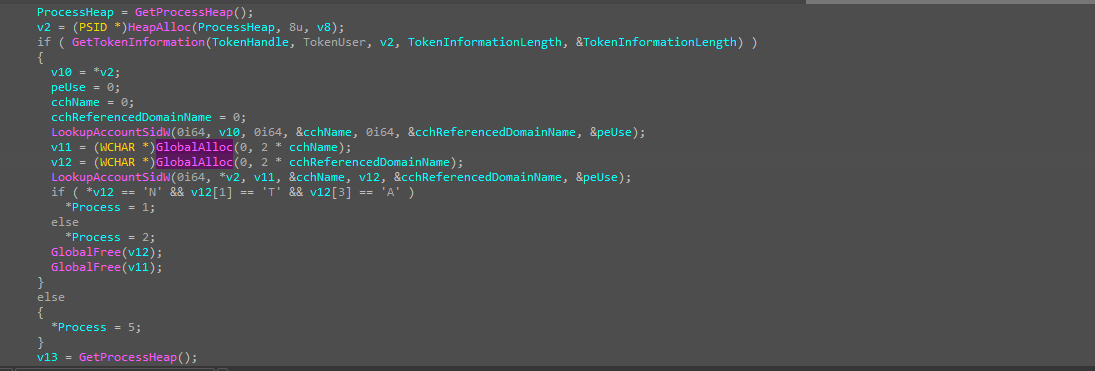 ProcessHeap = GetProcessHeap();
v2 = (PSID *)HeapAlloc(ProcessHeap, 8u, v8);
if ( GetTokenInformation(TokenHandle, TokenUser, v2, TokenInformationLength, &TokenInformationLength) )
{
v10 = *v2;
peUse = 0;
cchName = 0;
cchReferencedDomainName = 0;
LookupAccountSidW(0i64, v10, 0i64, &cchName, 0i64, &cchReferencedDomainName, &peUse);
v11 = (WCHAR *)GlobalAlloc(0, 2 * cchName);
v12 = (WCHAR *)GlobalAlloc(0, 2 * cchReferencedDomainName);
LookupAccountSidW(0i64, *v2, v11, &cchName, v12, &cchReferencedDomainName, &peUse);
if ( *v12 == 'N' && v12[1] == 'T' && v12[3] == 'A' )
*Process = 1;
else
*Process = 2;
GlobalFree(v12);
GlobalFree(v11);
}
else
{
*Process = 5;
}
v13 = GetProcessHeap();